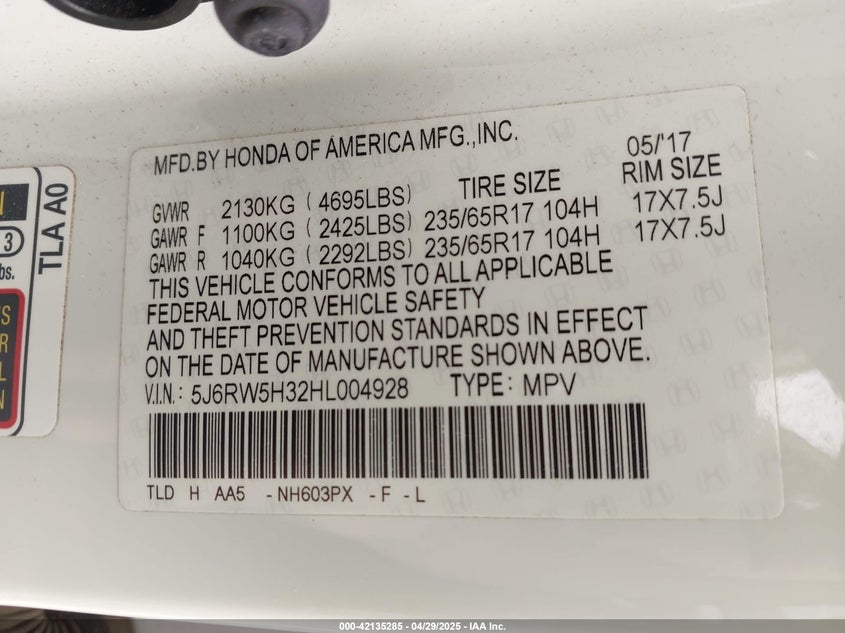 MFD.BY HONDA OF AMERICA MFG.,INC. 05/'17
GVWR 2130KG ( 4695LBS) TIRE SIZE RIM SIZE
GAWR F 1100KG ( 2425LBS) 235/65R17 104H 17X7.5J
GAWR R 1040KG ( 2292LBS) 235/65R17 104H 17X7.5J
THIS VEHICLE CONFORMS TO ALL APPLICABLE
FEDERAL MOTOR VEHICLE SAFETY
AND THEFT PREVENTION STANDARDS IN EFFECT
ON THE DATE OF MANUFACTURE SHOWN ABOVE.
V.I.N.: 5J6RW5H32HL004928 TYPE: MPV
TLD H AA5 -NH603PX -F -L
TLA A0
3
bs.
000-42135285 - 04/29/2025 - IAA Inc.